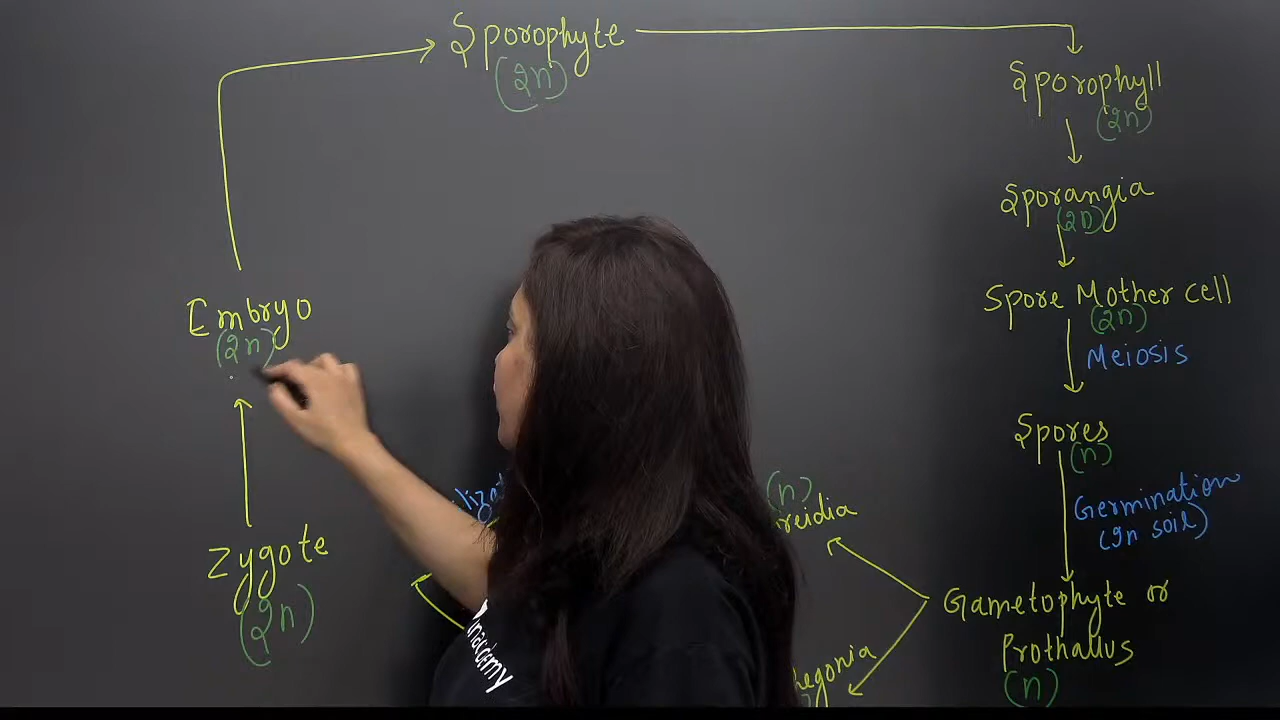 Sporophyte
(2n)
Sporophyll
(2n)
Sporangia
(2n)
Spore Mother cell
(2n)
Meiosis
Spores
(n)
Germination
(In soil)
Gametophyte or
Prothallus
(n)
Embryo
(2n)
Zygote
(2n)
(n)
unacademy